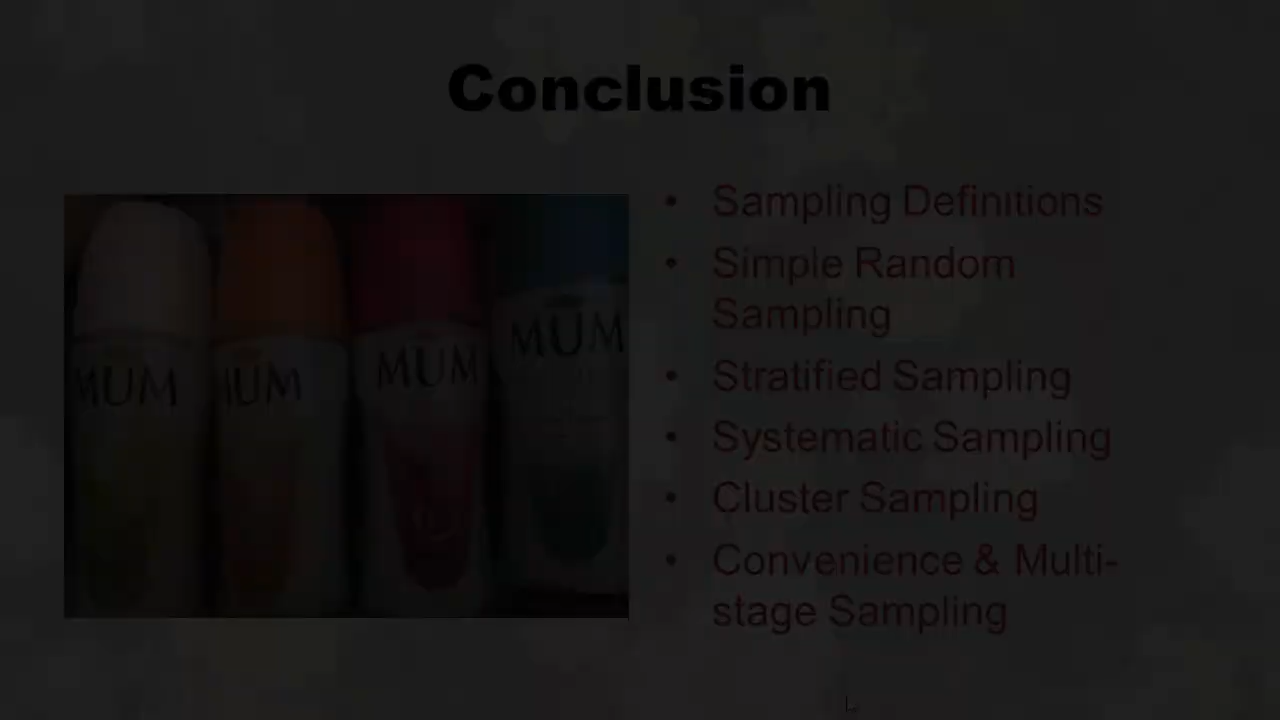 Conclusion
MUM
MUM
MUM
MUM
• Sampling Definitions
• Simple Random
Sampling
• Stratified Sampling
• Systematic Sampling
• Cluster Sampling
• Convenience & Multi-
stage Sampling